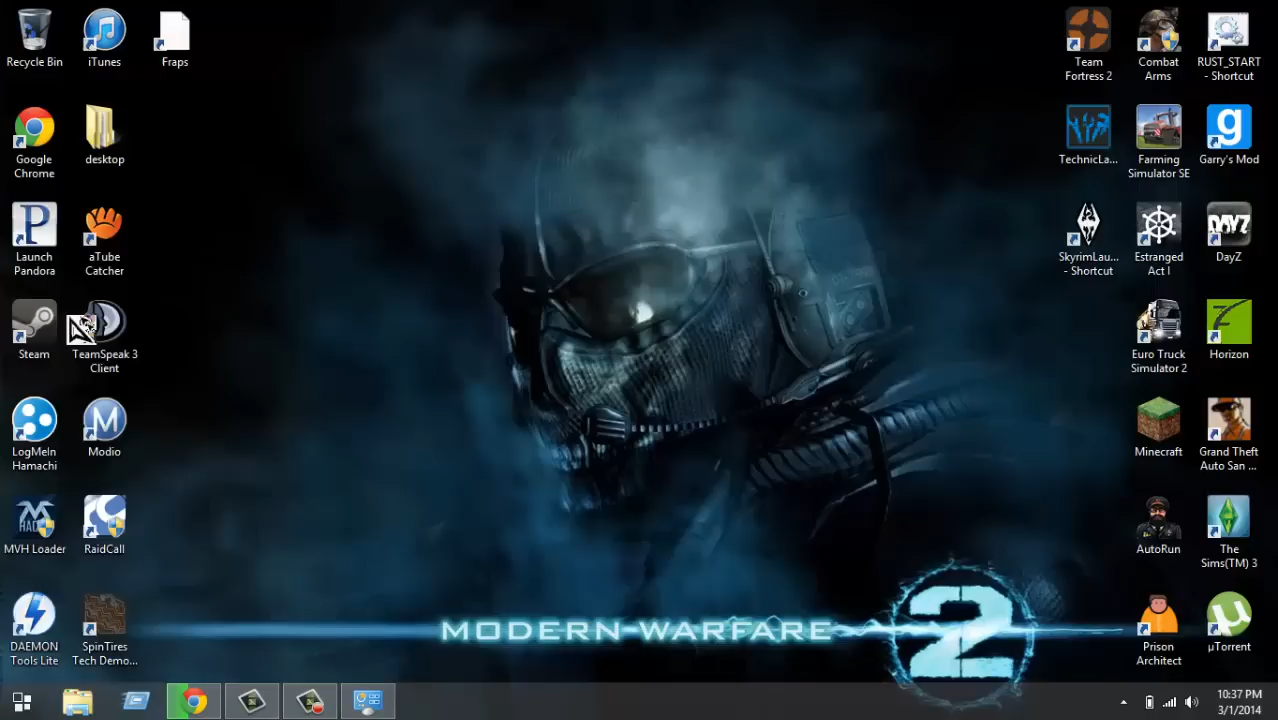 Recycle Bin
iTunes
Fraps
Google
Chrome
desktop
Launch
Pandora
aTube
Catcher
Steam
TeamSpeak 3
Client
LogMeIn
Hamachi
Modio
MVH Loader
RaidCall
DAEMON
Tools Lite
SpinTires
Tech Demo...
Team
Fortress 2
Combat
Arms
RUST_START
- Shortcut
TechnicLa...
Farming
Simulator SE
Garry's Mod
SkyrimLau...
- Shortcut
Estranged
Act I
DAYZ
DayZ
Euro Truck
Simulator 2
Horizon
Minecraft
Grand Theft
Auto San ...
AutoRun
The
Sims(TM) 3
Prison
Architect
µTorrent
MODERN WARFARE 2
10:37 PM
3/1/2014